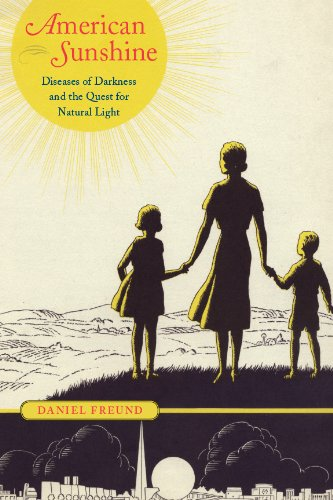 American
Sunshine
Diseases of Darkness
and the Quest for
Natural Light
DANIEL FREUND